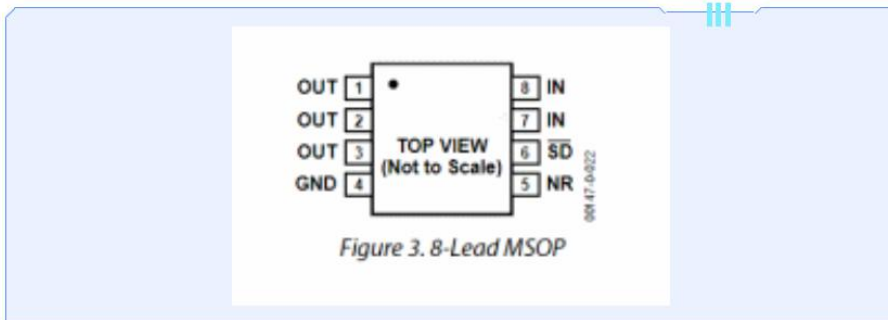 OUT 1 8 IN
OUT 2 7 IN
OUT 3 TOP VIEW 6 S̅D̅
GND 4 (Not to Scale) 5 NR
00147-0-022
Figure 3. 8-Lead MSOP